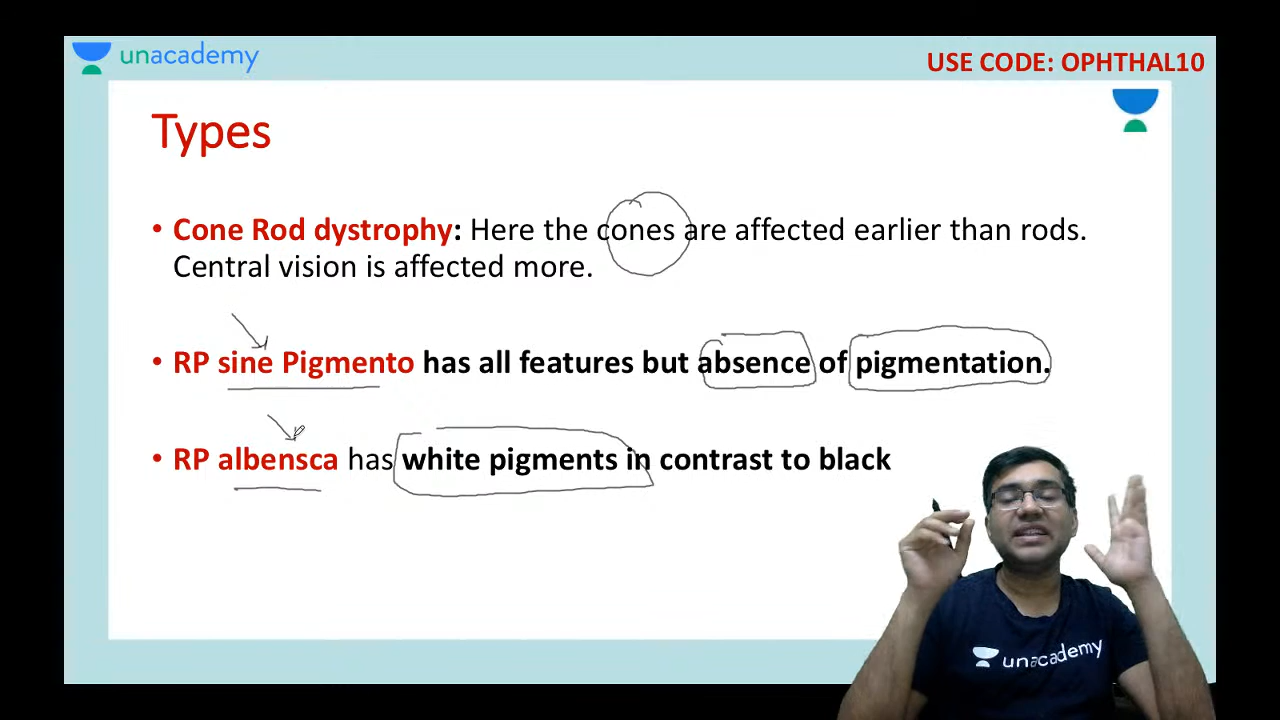 unacademy
USE CODE: OPHTHAL10
Types
• Cone Rod dystrophy: Here the cones are affected earlier than rods.
Central vision is affected more.
• RP sine Pigmento has all features but absence of pigmentation.
• RP albensca has white pigments in contrast to black
unacademy